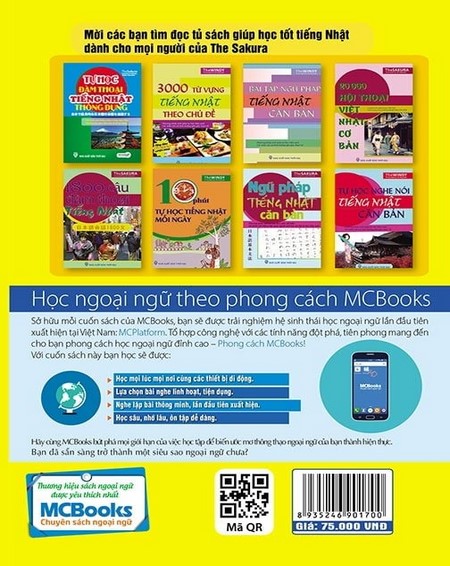 Mời các bạn tìm đọc tủ sách giúp học tốt tiếng Nhật
dành cho mọi người của The Sakura
TỰ HỌC
ĐÀM THOẠI
TIẾNG NHẬT
THÔNG DỤNG
TheWINDY
3000 TỪ VỰNG
TIẾNG NHẬT
THEO CHỦ ĐỀ
TheWINDY
BÀI TẬP NGỮ PHÁP
TIẾNG NHẬT
CĂN BẢN
TheSAKURA
HỘI THOẠI
VIỆT
NHẬT
CƠ
BẢN
TheSAKURA
Tiếng Nhật
TheWINDY
10 phút
TỰ HỌC TIẾNG NHẬT
MỖI NGÀY
TheWINDY
Ngữ pháp
TIẾNG NHẬT
căn bản
TheSAKURA
TỰ HỌC NGHE NÓI
TIẾNG NHẬT
CĂN BẢN
Học ngoại ngữ theo phong cách MCBooks
Sở hữu mỗi cuốn sách của MCBooks, bạn sẽ được trải nghiệm hệ sinh thái học ngoại ngữ lần đầu tiên
xuất hiện tại Việt Nam: MCPlatform. Tổ hợp công nghệ với các tính năng đột phá, tiên phong mang đến
cho bạn phong cách học ngoại ngữ đỉnh cao – Phong cách MCBooks!
Với cuốn sách này bạn học sẽ được:
Học mọi lúc mọi nơi cùng các thiết bị di động.
Lựa chọn bài nghe linh hoạt, tiện dụng.
Nghe lặp bài thông minh, lần đầu tiên xuất hiện.
Học sâu, nhớ lâu, ôn tập dễ dàng.
MCBooks
Hãy cùng MCBooks bứt phá mọi giới hạn của việc học tập để biến ước mơ thông thạo ngoại ngữ của bạn thành hiện thực.
Bạn đã sẵn sàng trở thành một siêu sao ngoại ngữ chưa?
Thương hiệu sách ngoại ngữ
được yêu thích nhất
MCBooks
Chuyên sách ngoại ngữ
Mã QR
8 935246 901700
Giá: 75.000 VNĐ